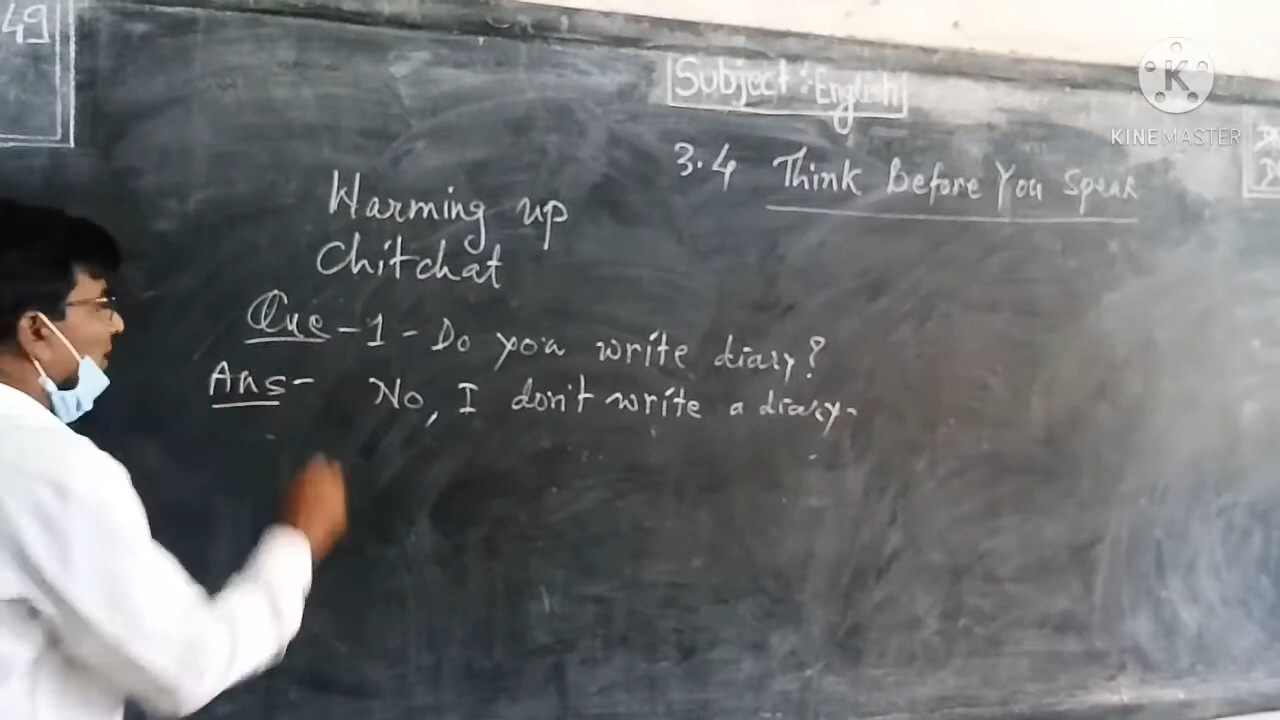 49
Subject : English
KINEMASTER
3.4 Think Before You Speak
Warming up
Chitchat
Que-1- Do you write diary?
Ans- No, I don't write a diary.